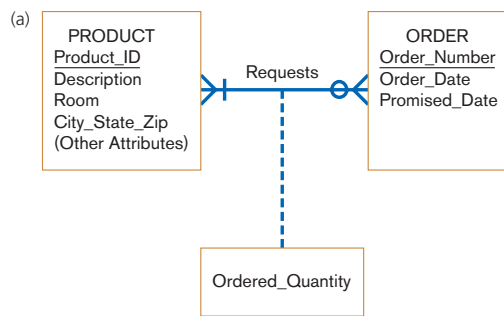 (a)
PRODUCT
Product_ID
Description
Room
City_State_Zip
(Other Attributes)
Requests
ORDER
Order_Number
Order_Date
Promised_Date
Ordered_Quantity